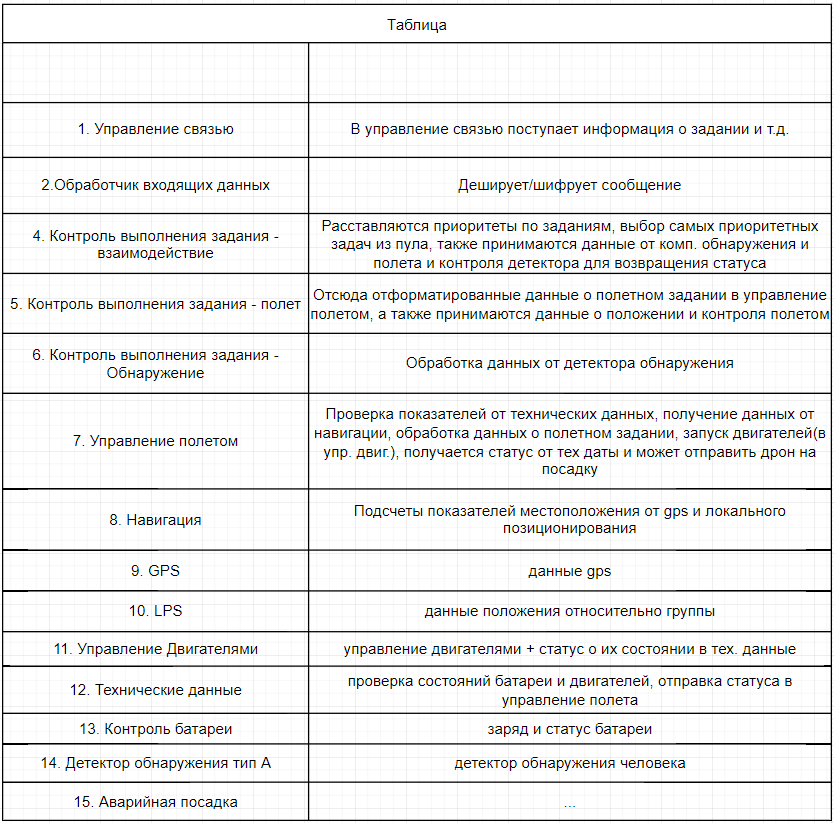 Таблица
1. Управление связью
В управление связью поступает информация о задании и т.д.
2.Обработчик входящих данных
Деширует/шифрует сообщение
4. Контроль выполнения задания -
взаимодействие
Расставляются приоритеты по заданиям, выбор самых приоритетных
задач из пула, также принимаются данные от комп. обнаружения и
полета и контроля детектора для возвращения статуса
5. Контроль выполнения задания - полет
Отсюда отформатированные данные о полетном задании в управление
полетом, а также принимаются данные о положении и контроля полетом
6. Контроль выполнения задания -
Обнаружение
Обработка данных от детектора обнаружения
7. Управление полетом
Проверка показателей от технических данных, получение данных от
навигации, обработка данных о полетном задании, запуск двигателей(в
упр. двиг.), получается статус от тех даты и может отправить дрон на
посадку
8. Навигация
Подсчеты показателей местоположения от gps и локального
позиционирования
9. GPS
данные gps
10. LPS
данные положения относительно группы
11. Управление Двигателями
управление двигателями + статус о их состоянии в тех. данные
12. Технические данные
проверка состояний батареи и двигателей, отправка статуса в
управление полета
13. Контроль батареи
заряд и статус батареи
14. Детектор обнаружения тип А
детектор обнаружения человека
15. Аварийная посадка
...